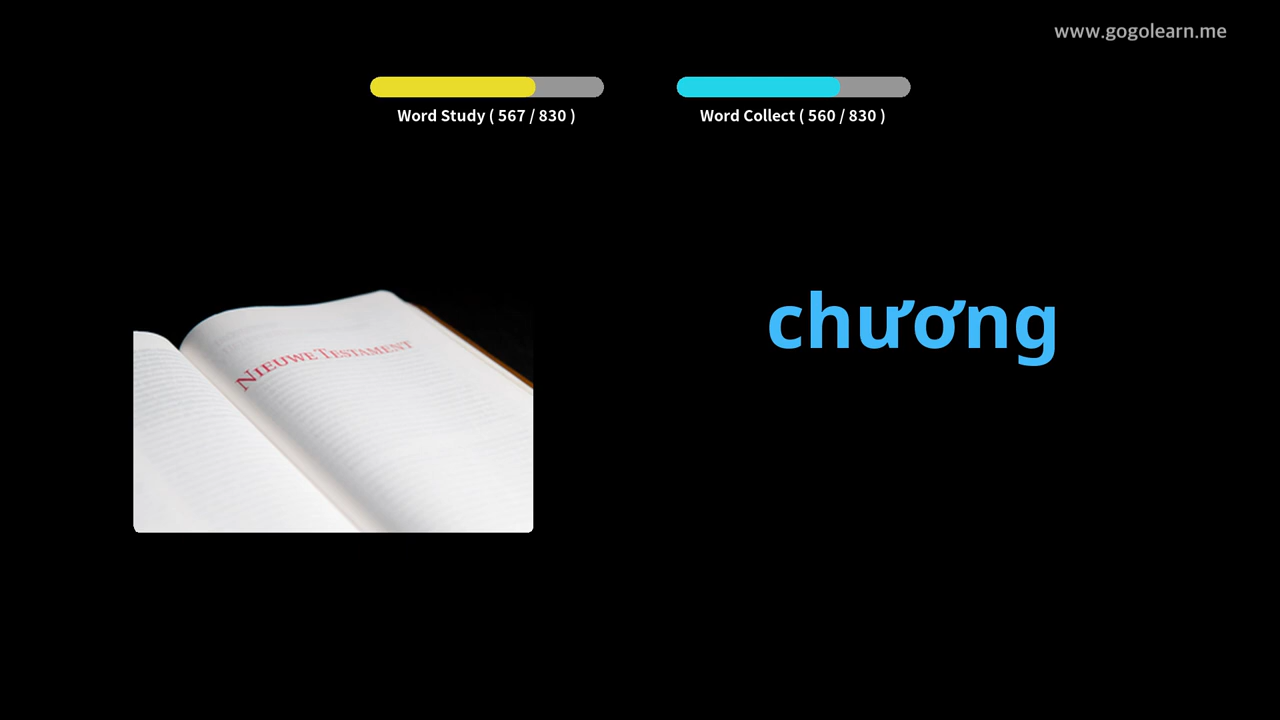 www.gogolearn.me
Word Study ( 567 / 830 )
Word Collect ( 560 / 830 )
NIEUWE TESTAMENT
chương